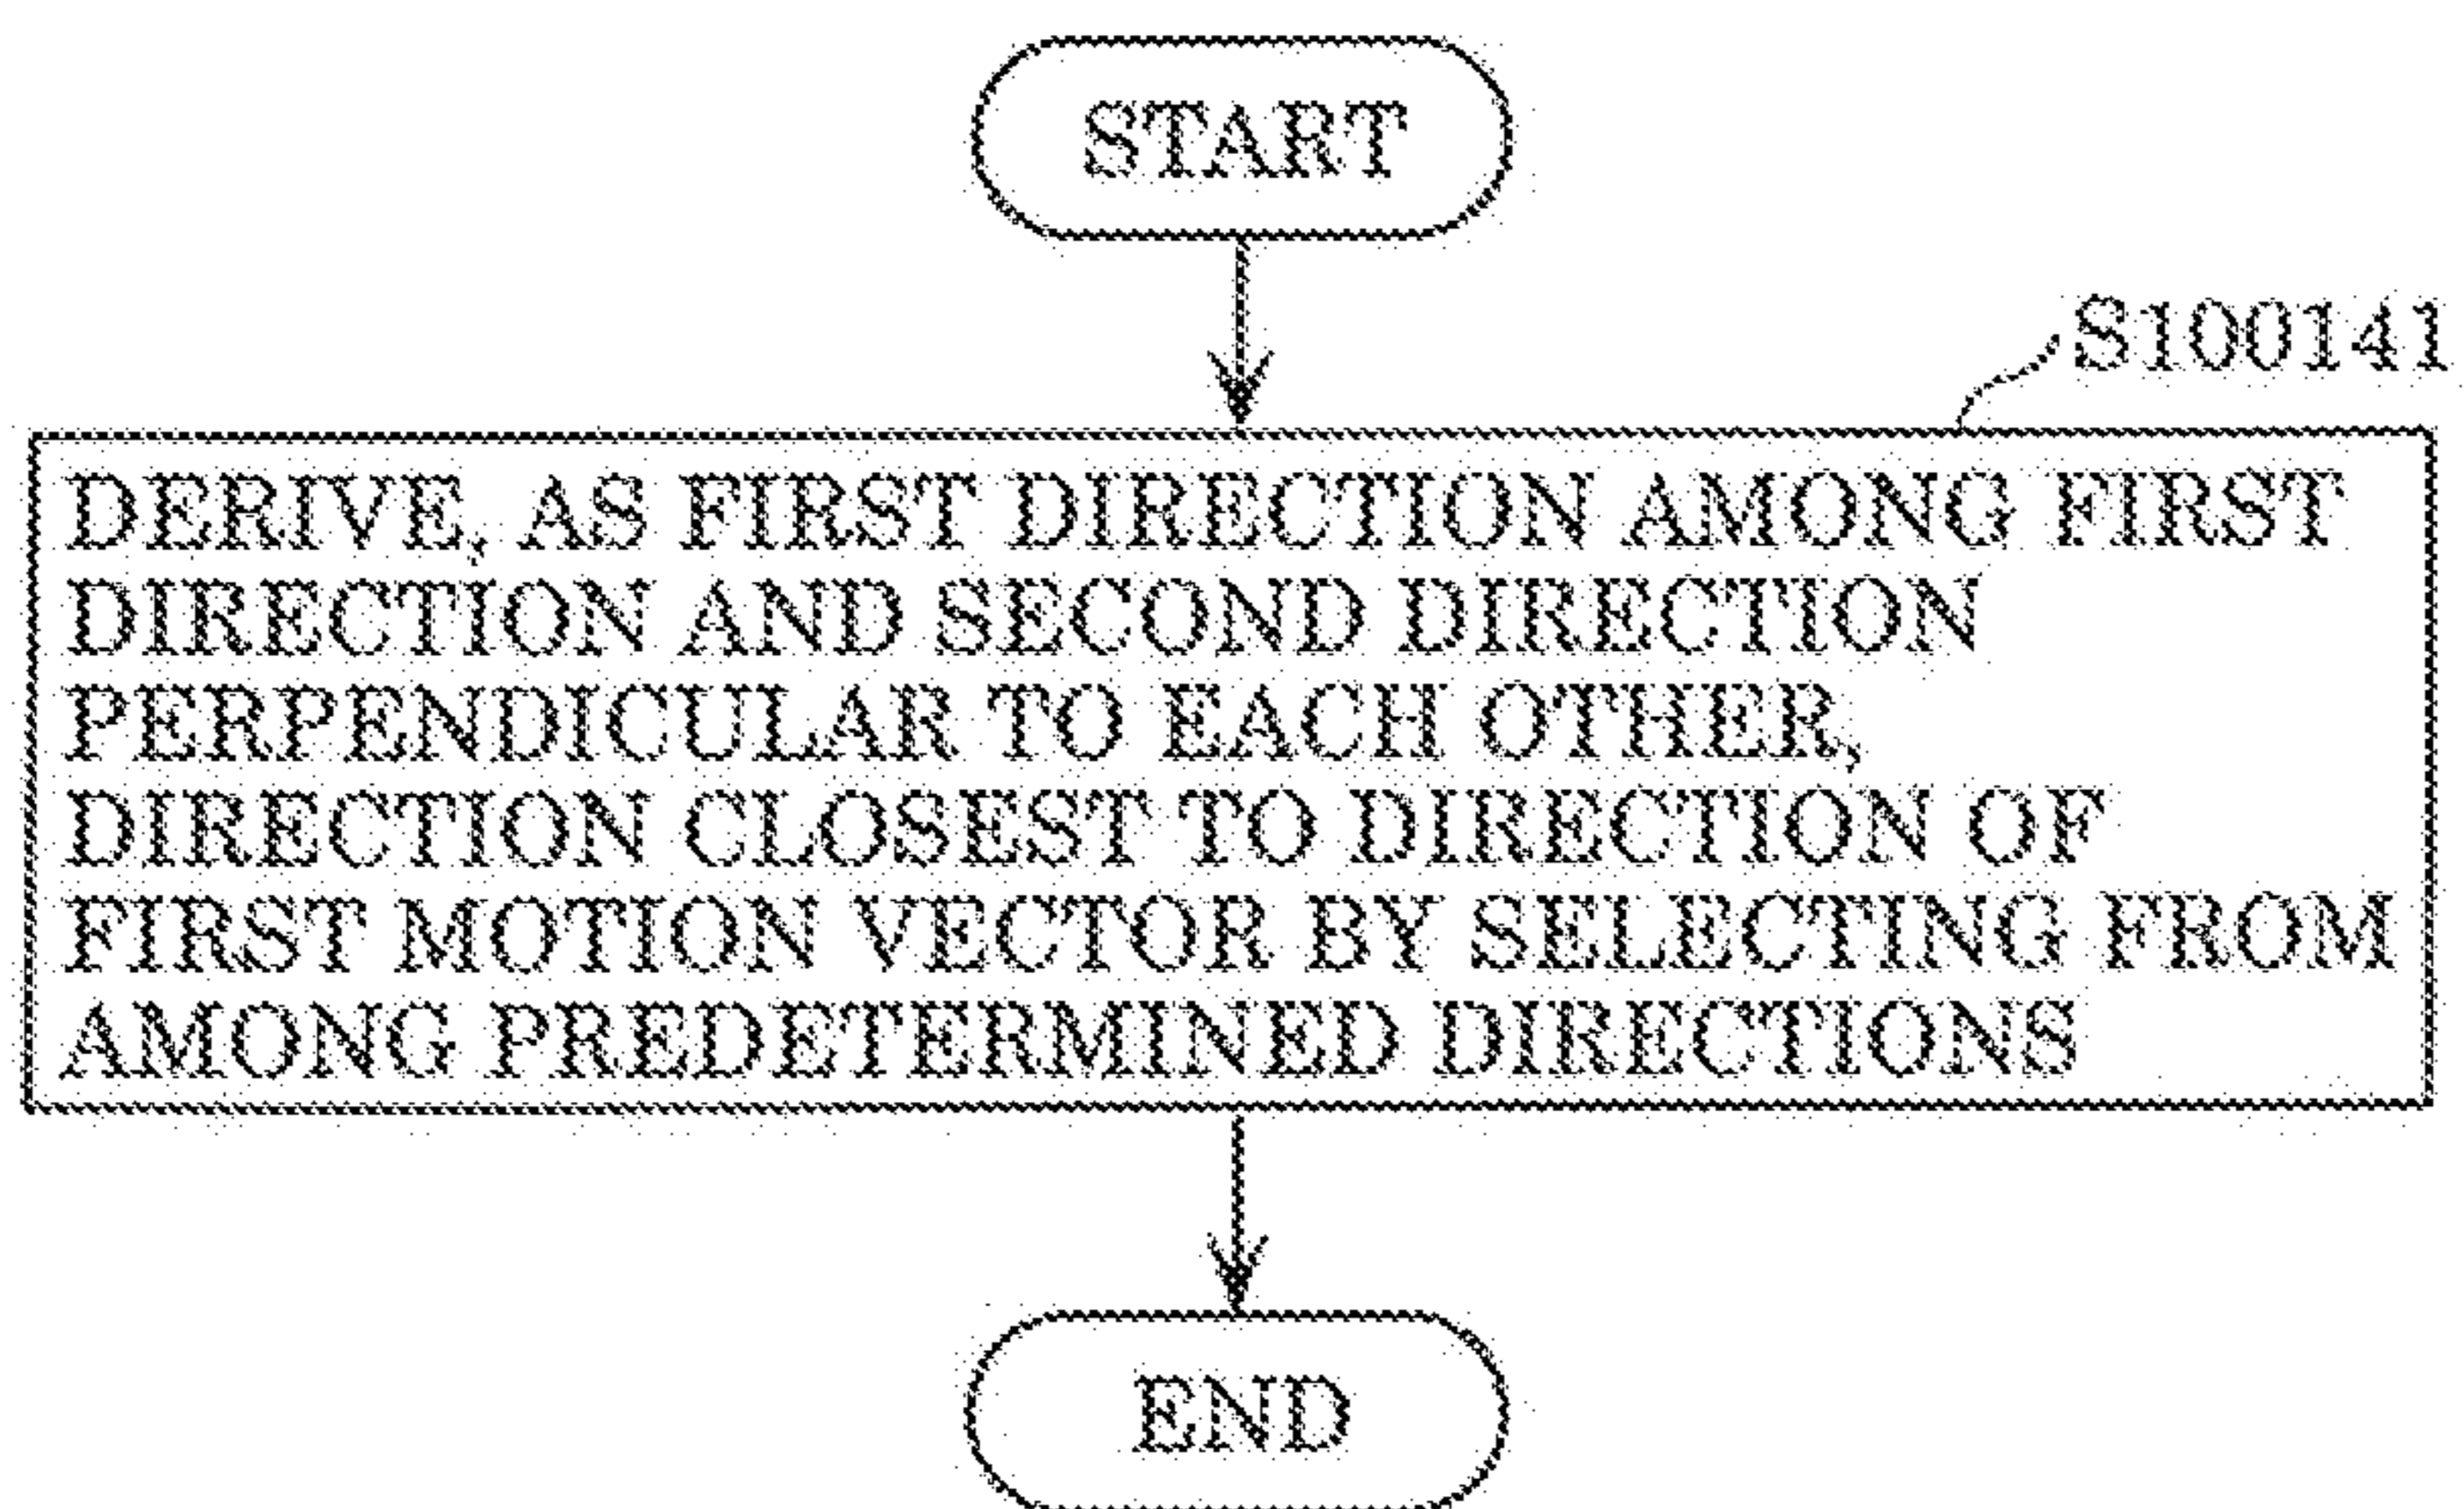 START
S100141
DERIVE, AS FIRST DIRECTION AMONG FIRST
DIRECTION AND SECOND DIRECTION
PERPENDICULAR TO EACH OTHER,
DIRECTION CLOSEST TO DIRECTION OF
FIRST MOTION VECTOR BY SELECTING FROM
AMONG PREDETERMINED DIRECTIONS
END